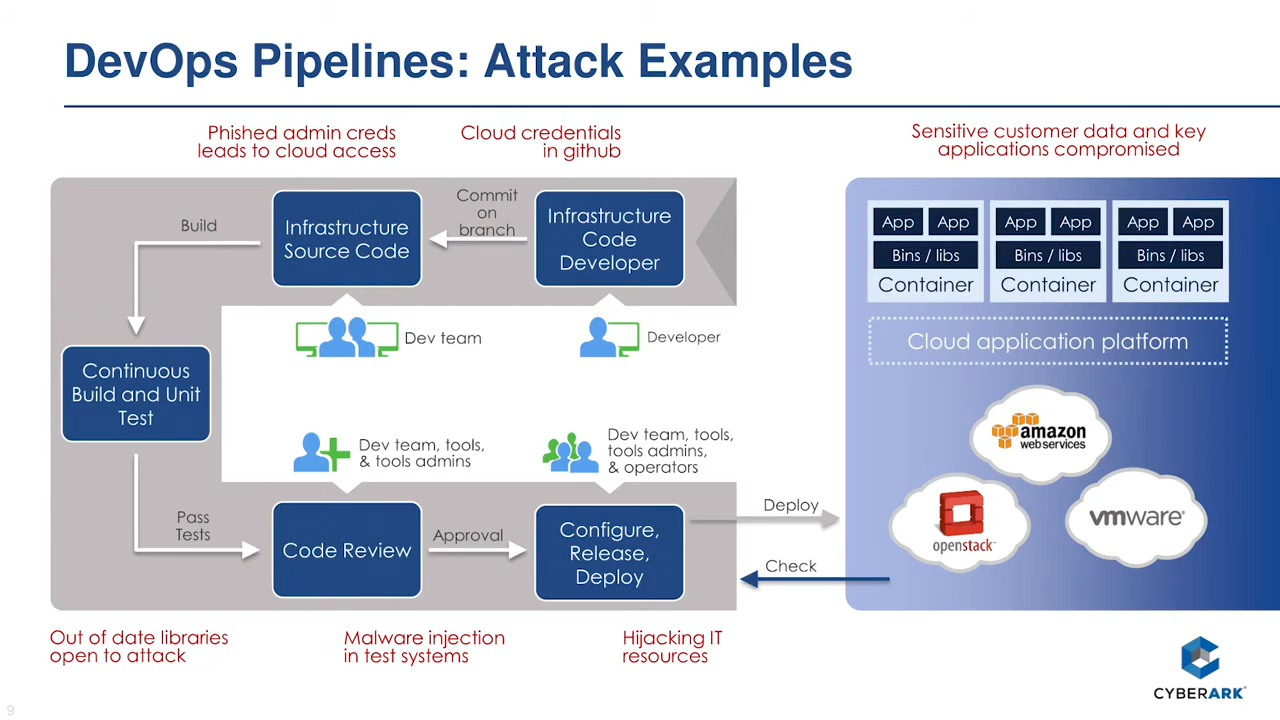 DevOps Pipelines: Attack Examples
Phished admin creds
leads to cloud access
Cloud credentials
in github
Sensitive customer data and key
applications compromised
Build
Infrastructure
Source Code
Commit
on
branch
Infrastructure
Code
Developer
Dev team
Developer
Continuous
Build and Unit
Test
Dev team, tools,
& tools admins
Dev team, tools,
tools admins,
& operators
Pass
Tests
Code Review
Approval
Configure,
Release,
Deploy
Deploy
Check
App App
Bins / libs
Container
App App
Bins / libs
Container
App App
Bins / libs
Container
Cloud application platform
amazon
web services
openstack™
vmware®
Out of date libraries
open to attack
Malware injection
in test systems
Hijacking IT
resources
CYBERARK®
9